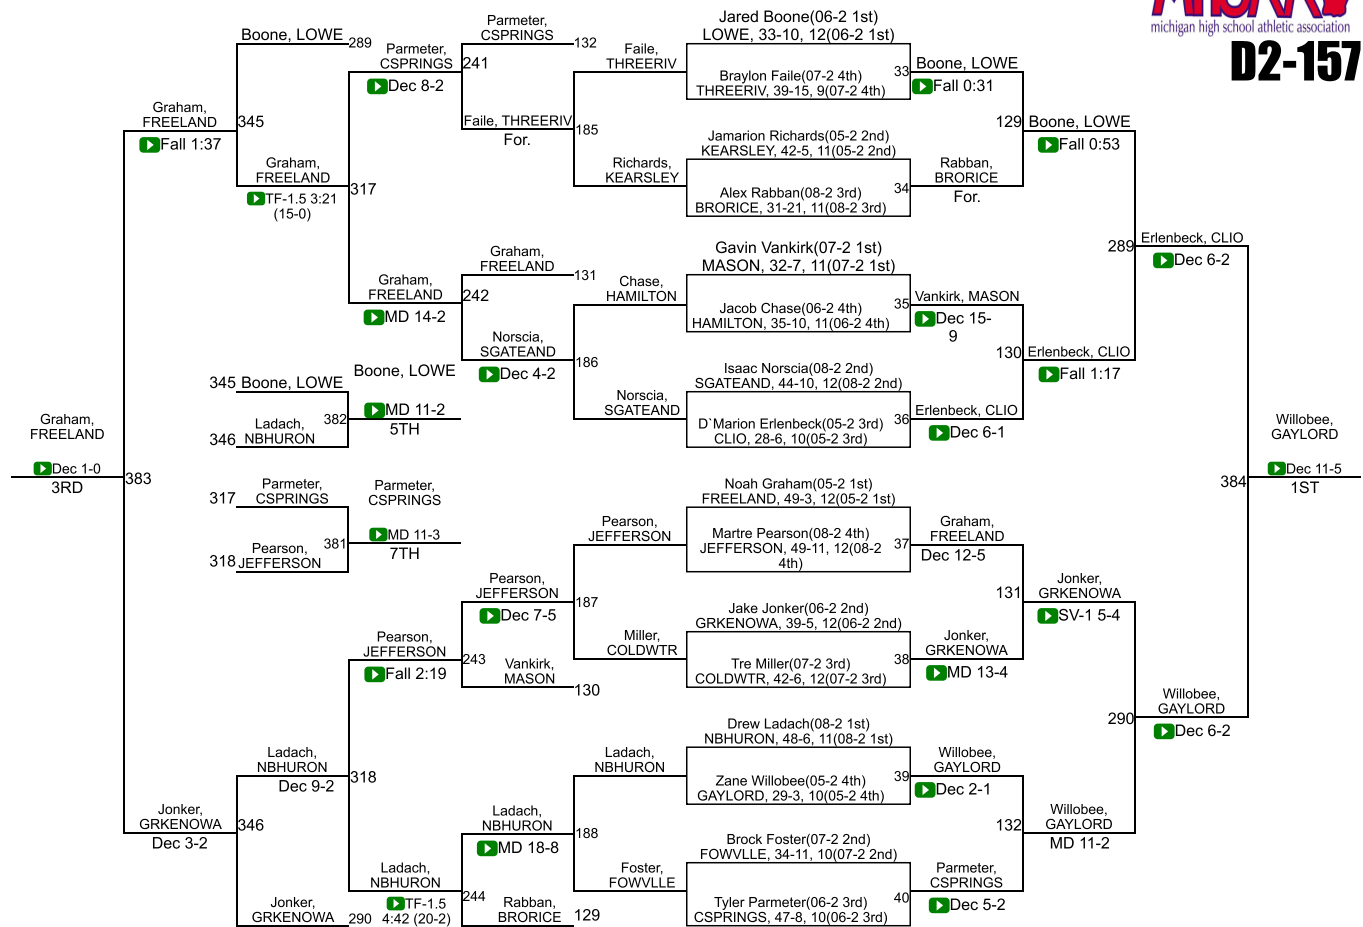 MHSAA
michigan high school athletic association
D2-157
Graham,
FREELAND
Dec 1-0
3RD
383
Graham,
FREELAND
Fall 1:37
Jonker,
GRKENOWA
Dec 3-2
Boone, LOWE
289
345
Graham,
FREELAND
TF-1.5 3:21
(15-0)
317
345 Boone, LOWE
Ladach,
346 NBHURON
382
Boone, LOWE
MD 11-2
5TH
317 Parmeter,
CSPRINGS
318 Pearson,
JEFFERSON
381
Parmeter,
CSPRINGS
MD 11-3
7TH
Ladach,
NBHURON
Dec 9-2
318
346
Jonker,
GRKENOWA
290
Parmeter,
CSPRINGS
Dec 8-2
241
Graham,
FREELAND
MD 14-2
242
Pearson,
JEFFERSON
Fall 2:19
243
Ladach,
NBHURON
TF-1.5
4:42 (20-2)
244
Parmeter,
CSPRINGS
132
Faile, THREERIV
For.
185
Graham,
FREELAND
131
Norscia,
SGATEAND
Dec 4-2
186
Pearson,
JEFFERSON
Dec 7-5
187
Vankirk,
MASON
130
Ladach,
NBHURON
MD 18-8
188
Rabban,
BRORICE
129
Faile,
THREERIV
Richards,
KEARSLEY
Chase,
HAMILTON
Norscia,
SGATEAND
Pearson,
JEFFERSON
Miller,
COLDWTR
Ladach,
NBHURON
Foster,
FOWVLLE
Jared Boone(06-2 1st)
LOWE, 33-10, 12(06-2 1st)
Braylon Faile(07-2 4th)
THREERIV, 39-15, 9(07-2 4th)
33
Jamarion Richards(05-2 2nd)
KEARSLEY, 42-5, 11(05-2 2nd)
Alex Rabban(08-2 3rd)
BRORICE, 31-21, 11(08-2 3rd)
34
Gavin Vankirk(07-2 1st)
MASON, 32-7, 11(07-2 1st)
Jacob Chase(06-2 4th)
HAMILTON, 35-10, 11(06-2 4th)
35
Isaac Norscia(08-2 2nd)
SGATEAND, 44-10, 12(08-2 2nd)
D`Marion Erlenbeck(05-2 3rd)
CLIO, 28-6, 10(05-2 3rd)
36
Noah Graham(05-2 1st)
FREELAND, 49-3, 12(05-2 1st)
Martre Pearson(08-2 4th)
JEFFERSON, 49-11, 12(08-2
4th)
37
Jake Jonker(06-2 2nd)
GRKENOWA, 39-5, 12(06-2 2nd)
Tre Miller(07-2 3rd)
COLDWTR, 42-6, 12(07-2 3rd)
38
Drew Ladach(08-2 1st)
NBHURON, 48-6, 11(08-2 1st)
Zane Willobee(05-2 4th)
GAYLORD, 29-3, 10(05-2 4th)
39
Brock Foster(07-2 2nd)
FOWVLLE, 34-11, 10(07-2 2nd)
Tyler Parmeter(06-2 3rd)
CSPRINGS, 47-8, 10(06-2 3rd)
40
Boone, LOWE
Fall 0:31
Rabban,
BRORICE
For.
129
Vankirk, MASON
Dec 15-
9
Erlenbeck, CLIO
Dec 6-1
130
Graham,
FREELAND
Dec 12-5
Jonker,
GRKENOWA
MD 13-4
131
Willobee,
GAYLORD
Dec 2-1
Parmeter,
CSPRINGS
Dec 5-2
132
Boone, LOWE
Fall 0:53
Erlenbeck, CLIO
Fall 1:17
289
Jonker,
GRKENOWA
SV-1 5-4
Willobee,
GAYLORD
MD 11-2
290
Erlenbeck, CLIO
Dec 6-2
Willobee,
GAYLORD
Dec 6-2
384
Willobee,
GAYLORD
Dec 11-5
1ST